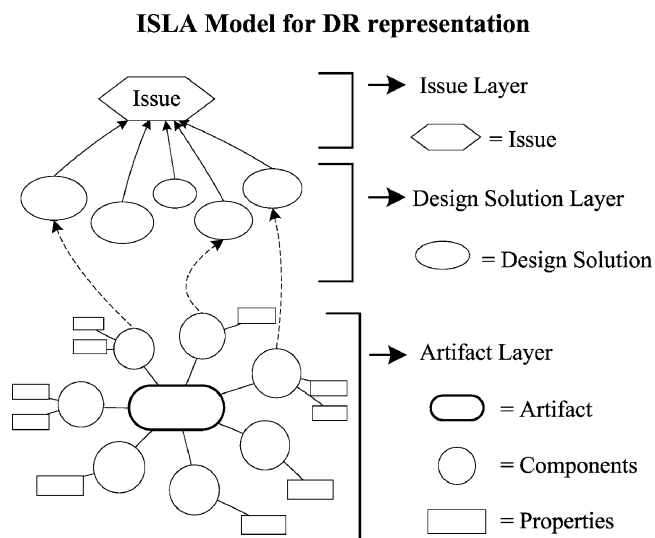 ISLA Model for DR representation
Issue
Issue Layer
= Issue
Design Solution Layer
= Design Solution
Artifact Layer
= Artifact
= Components
= Properties